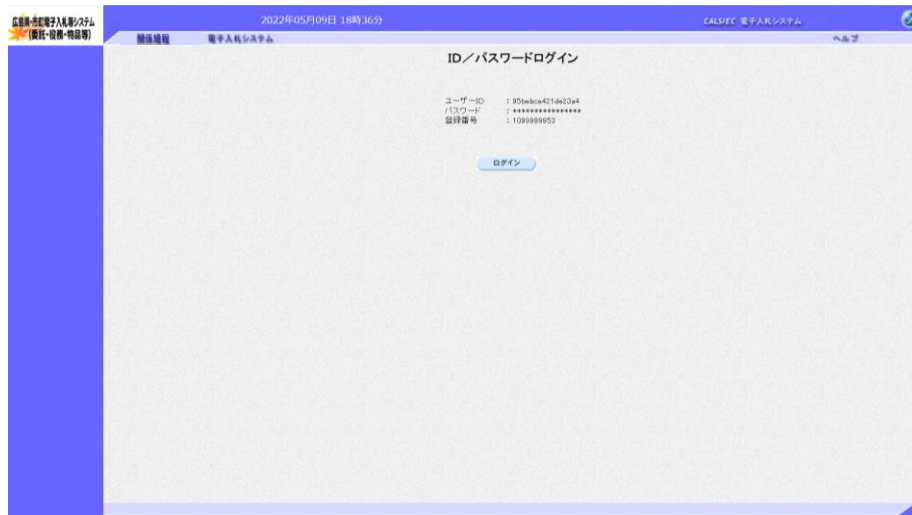 広島県・市町電子入札等システム
(委託・役務・物品等)
2022年05月09日 18時36分
CALS/EC 電子入札システム
関係規程
電子入札システム
ヘルプ
ID／パスワードログイン
ユーザーID : 95bebce421de23a4
パスワード : ****************
登録番号 : 1099999953
ログイン